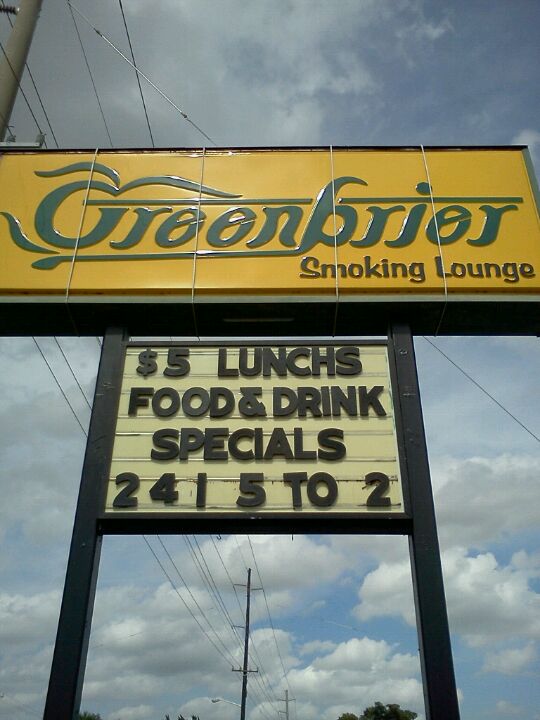 Greenbrier
Smoking Lounge
$5 LUNCHS
FOOD & DRINK
SPECIALS
241 5 TO 2